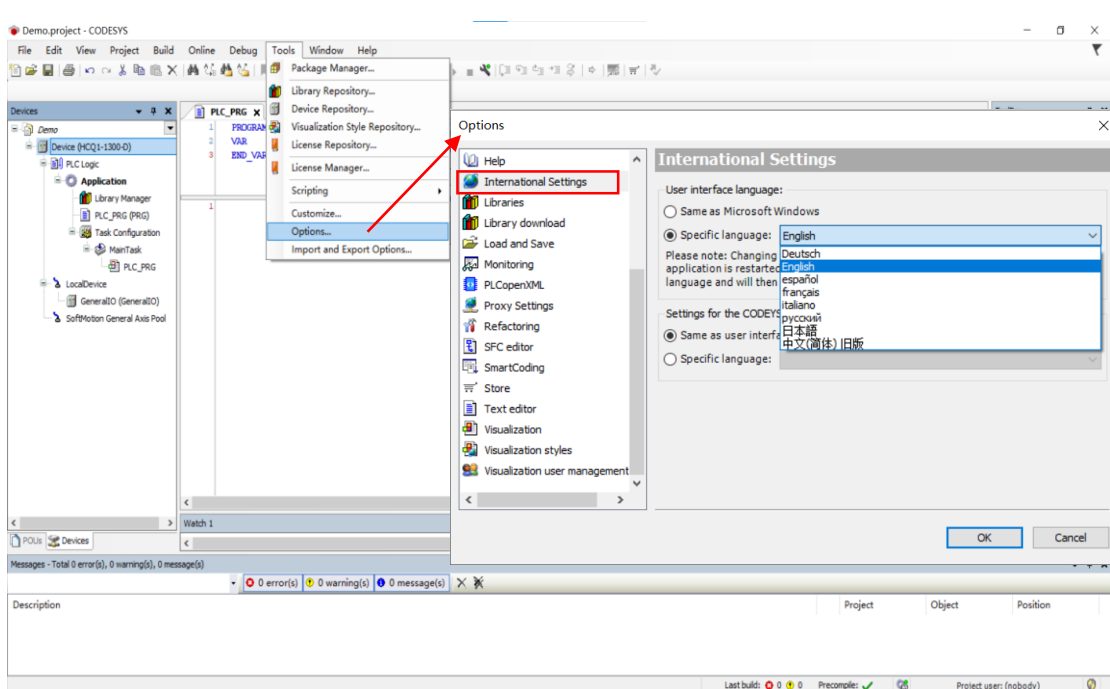 Demo.project - CODESYS
File Edit View Project Build Online Debug Tools Window Help
Package Manager...
Library Repository...
Device Repository...
Visualization Style Repository...
License Repository...
License Manager...
Scripting
Customize...
Options...
Import and Export Options...
Devices
Demo
Device (HCQ1-1300-D)
PLC Logic
Application
Library Manager
PLC_PRG (PRG)
Task Configuration
MainTask
PLC_PRG
LocalDevice
GeneralIO (GeneralIO)
SoftMotion General Axis Pool
POUs Devices
PLC_PRG
1 PROGRAM
2 VAR
3 END_VAR
1
Watch 1
Options
Help
International Settings
Libraries
Library download
Load and Save
Monitoring
PLCopenXML
Proxy Settings
Refactoring
SFC editor
SmartCoding
Store
Text editor
Visualization
Visualization styles
Visualization user management
International Settings
User interface language:
Same as Microsoft Windows
Specific language: English
Please note: Changing
application is restarted
language and will then
Deutsch
English
español
français
italiano
русский
日本語
中文(简体) 旧版
Settings for the CODESYS
Same as user interfa
Specific language:
OK Cancel
Messages - Total 0 error(s), 0 warning(s), 0 message(s)
0 error(s) 0 warning(s) 0 message(s)
Description Project Object Position
Last build: 0 0 Precompile: Project user: (nobody)